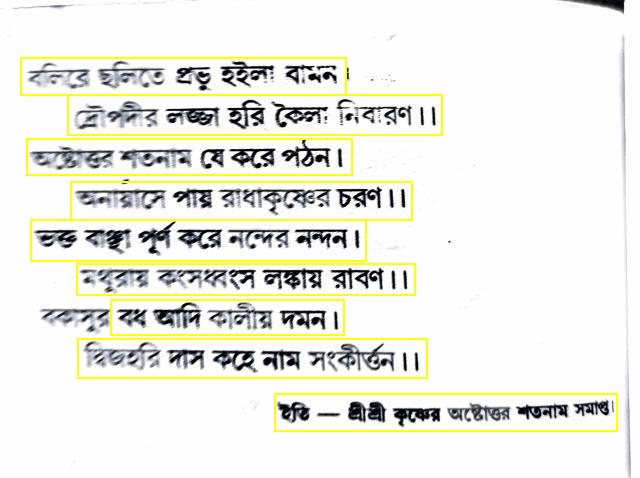 বলিরে ছলিতে প্রভু হইলা বামন।
দ্রৌপদীর লজ্জা হরি কৈলা নিবারণ।।
অষ্টোত্তর শতনাম যে করে পঠন।
অনায়াসে পায় রাধাকৃষ্ণের চরণ।।
ভক্ত বাঞ্ছা পূর্ণ করে নন্দের নন্দন।
মথুরায় কংসধ্বংস লঙ্কায় রাবণ।।
বকাসুর বধ আদি কালীয় দমন।
দ্বিজহরি দাস কহে নাম সংকীর্ত্তন।।
ইতি — শ্রীশ্রী কৃষ্ণের অষ্টোত্তর শতনাম সমাপ্ত।